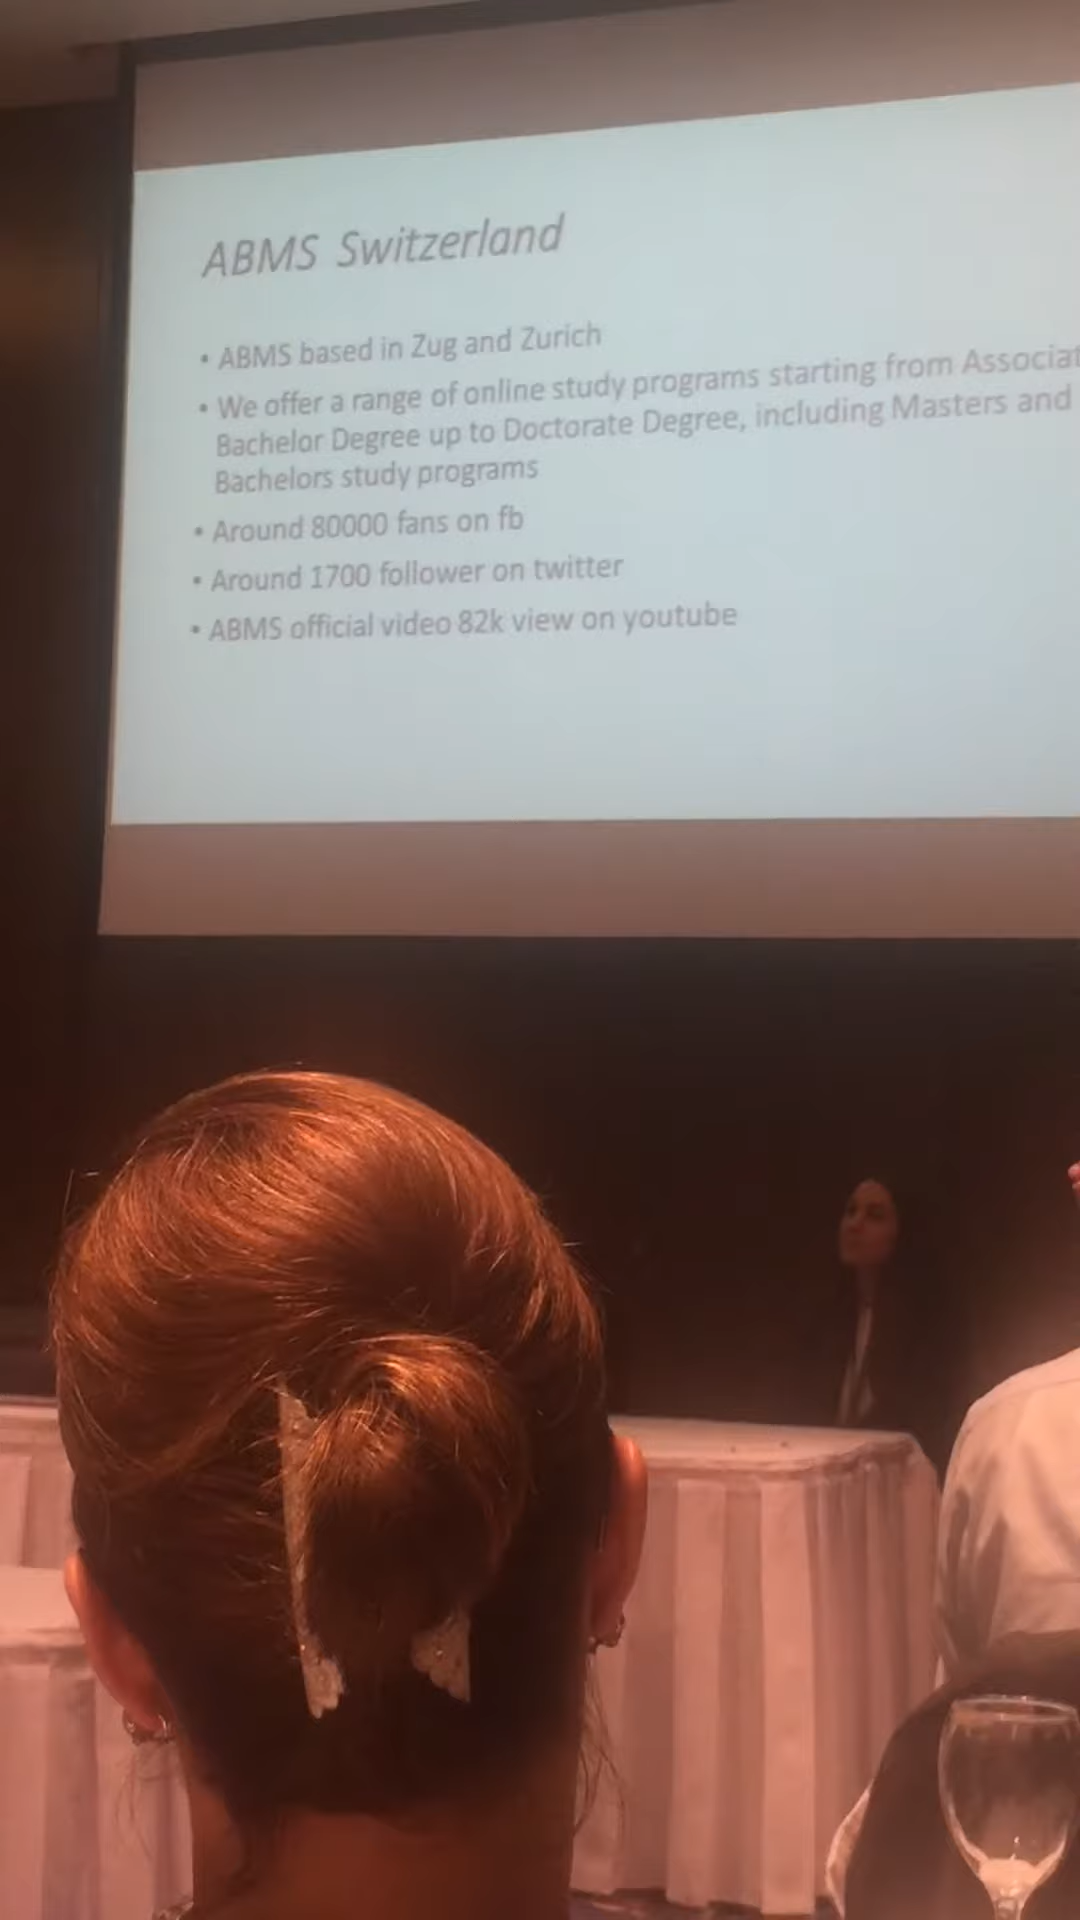 ABMS Switzerland
• ABMS based in Zug and Zurich
• We offer a range of online study programs starting from
Bachelor Degree up to Doctorate Degree, including Masters and
Bachelors study programs
• Around 80000 fans on fb
• Around 1700 follower on twitter
• ABMS official video 82k view on youtube